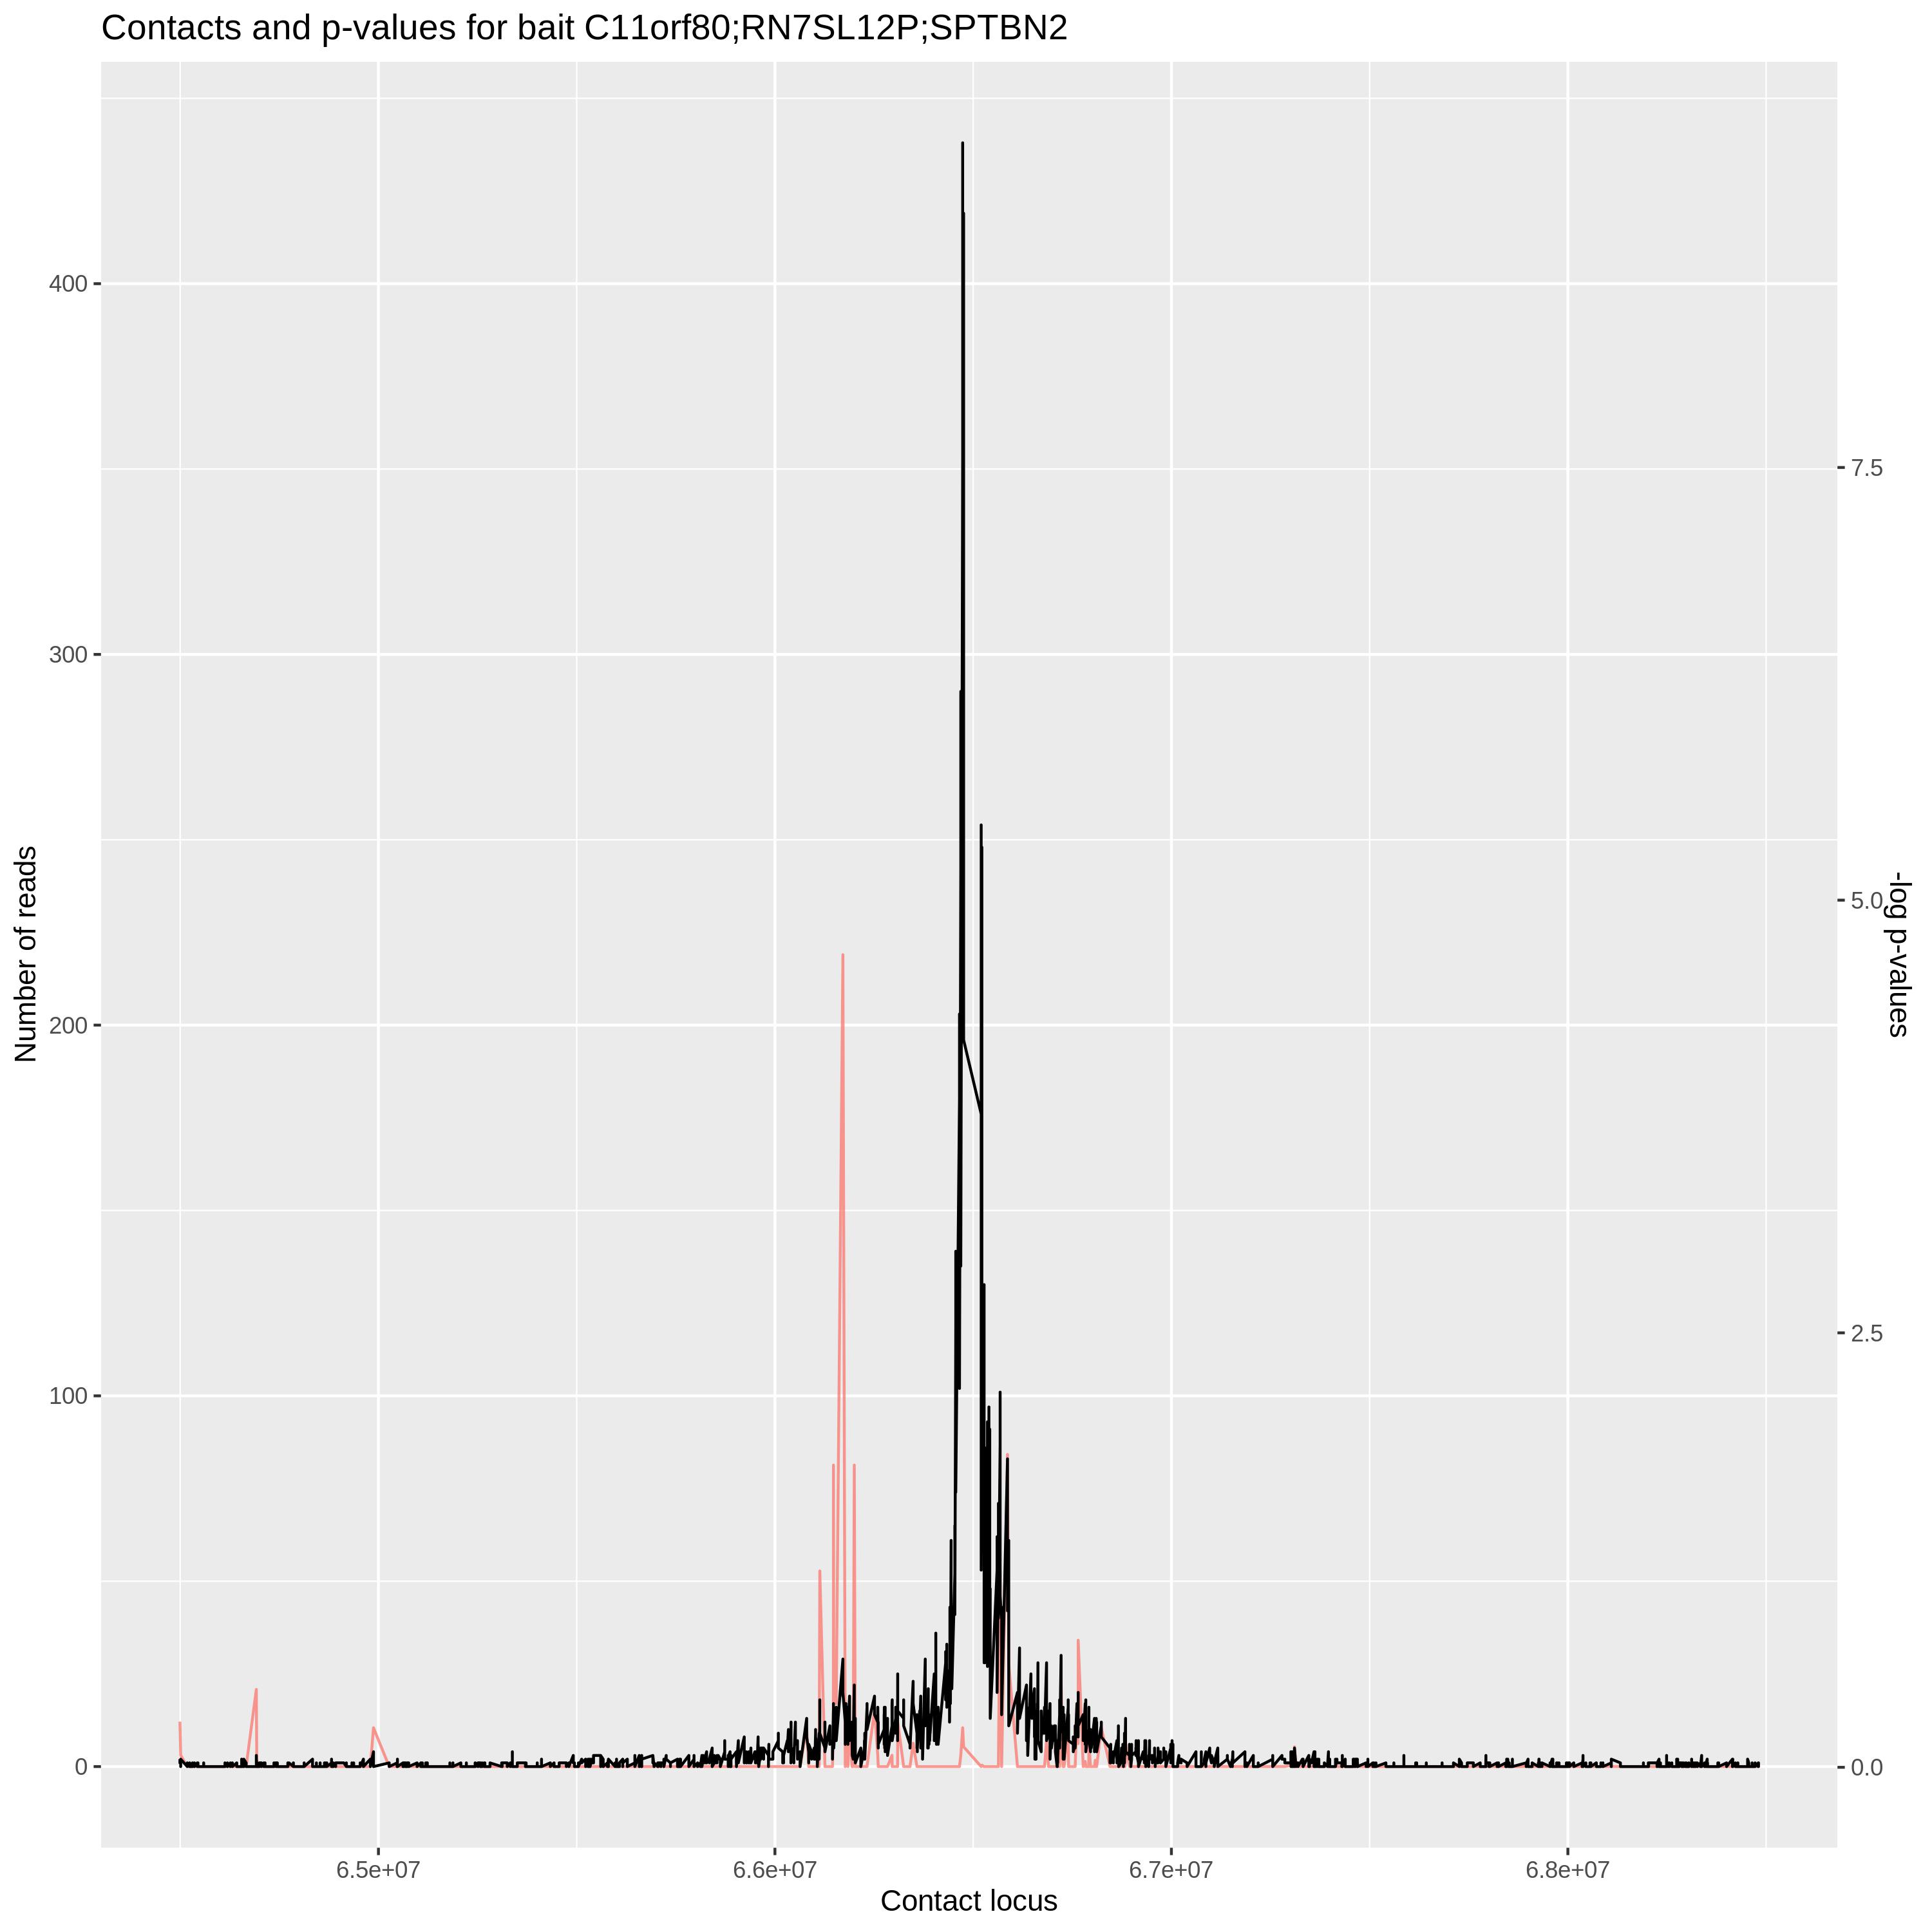 Contacts and p-values for bait C11orf80;RN7SL12P;SPTBN2
Number of reads
400
300
200
100
0
7.5
5.0
2.5
0.0
-log p-values
6.5e+07 6.6e+07 6.7e+07 6.8e+07
Contact locus